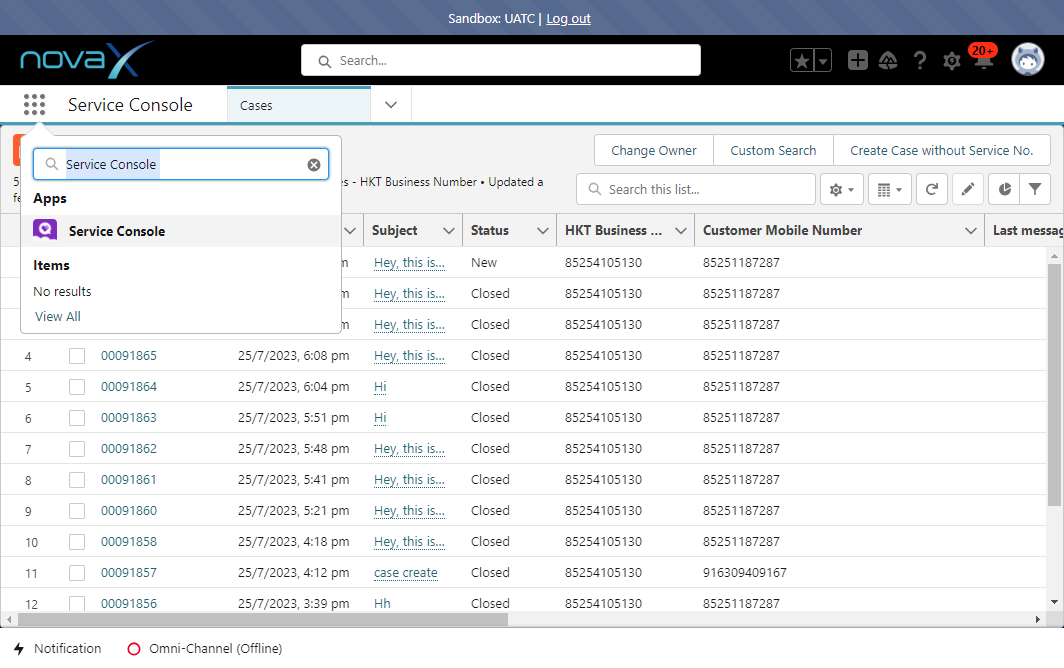 Sandbox: UATC | Log out
novaX
Search...
20+
Service Console
Cases
Service Console
Apps
Service Console
Items
No results
View All
Change Owner
Custom Search
Create Case without Service No.
5
s - HKT Business Number • Updated a
fe
Search this list...
Subject Status HKT Business ... Customer Mobile Number Last messag
m Hey, this is... New 85254105130 85251187287
m Hey, this is... Closed 85254105130 85251187287
m Hey, this is... Closed 85254105130 85251187287
4 00091865 25/7/2023, 6:08 pm Hey, this is... Closed 85254105130 85251187287
5 00091864 25/7/2023, 6:04 pm Hi Closed 85254105130 85251187287
6 00091863 25/7/2023, 5:51 pm Hi Closed 85254105130 85251187287
7 00091862 25/7/2023, 5:48 pm Hey, this is... Closed 85254105130 85251187287
8 00091861 25/7/2023, 5:41 pm Hey, this is... Closed 85254105130 85251187287
9 00091860 25/7/2023, 5:21 pm Hey, this is... Closed 85254105130 85251187287
10 00091858 25/7/2023, 4:18 pm Hey, this is... Closed 85254105130 85251187287
11 00091857 25/7/2023, 4:12 pm case create Closed 85254105130 916309409167
12 00091856 25/7/2023, 3:39 pm Hh Closed 85254105130 85251187287
Notification
Omni-Channel (Offline)